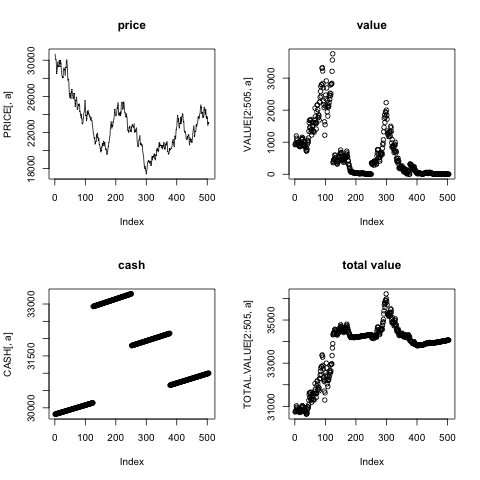 price
PRICE[, a]
18000 22000 26000 30000
0 100 200 300 400 500
Index
value
VALUE[2:505, a]
0 1000 2000 3000
0 100 200 300 400 500
Index
cash
CASH[, a]
30000 31500 33000
0 100 200 300 400 500
Index
total value
TOTAL.VALUE[2:505, a]
31000 33000 35000
0 100 200 300 400 500
Index